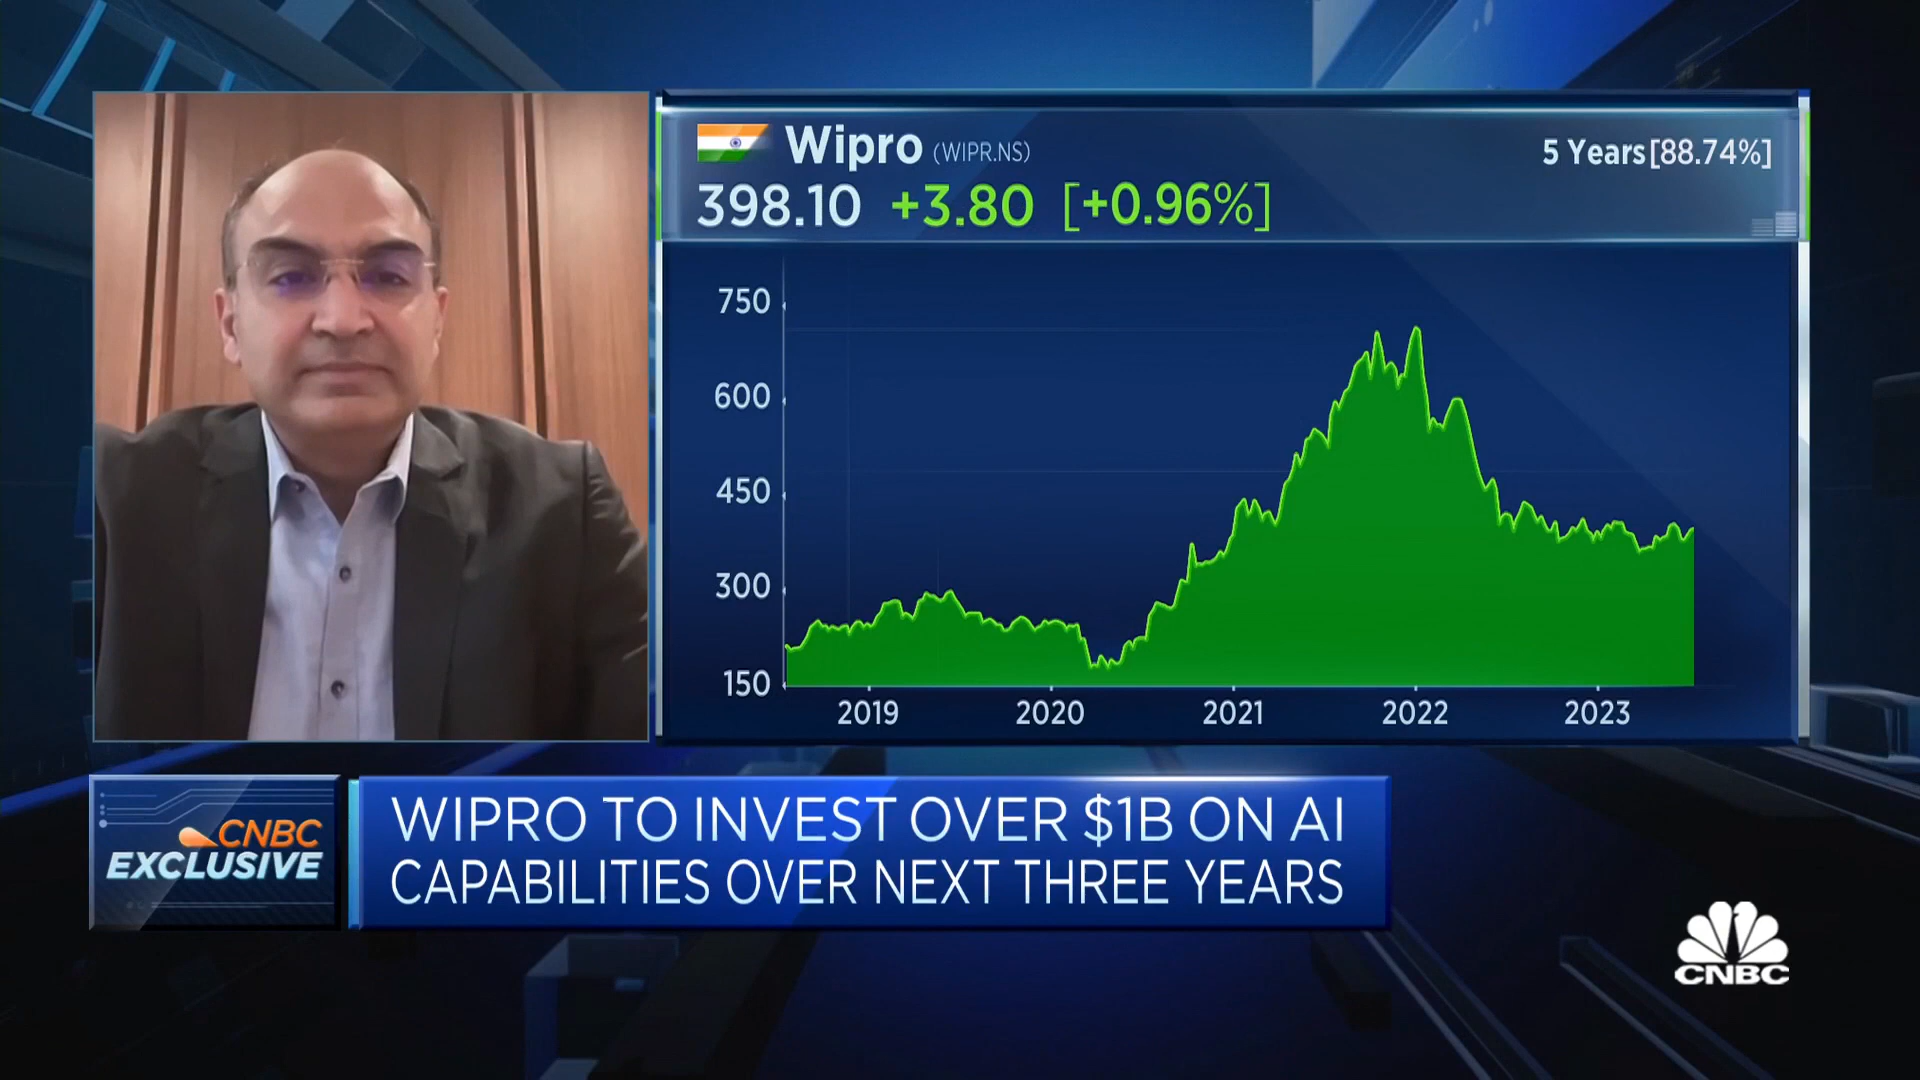 Wipro (WIPR.NS)
5 Years[88.74%]
398.10 +3.80 [+0.96%]
750
600
450
300
150
2019 2020 2021 2022 2023
CNBC
EXCLUSIVE
WIPRO TO INVEST OVER $1B ON AI
CAPABILITIES OVER NEXT THREE YEARS
CNBC